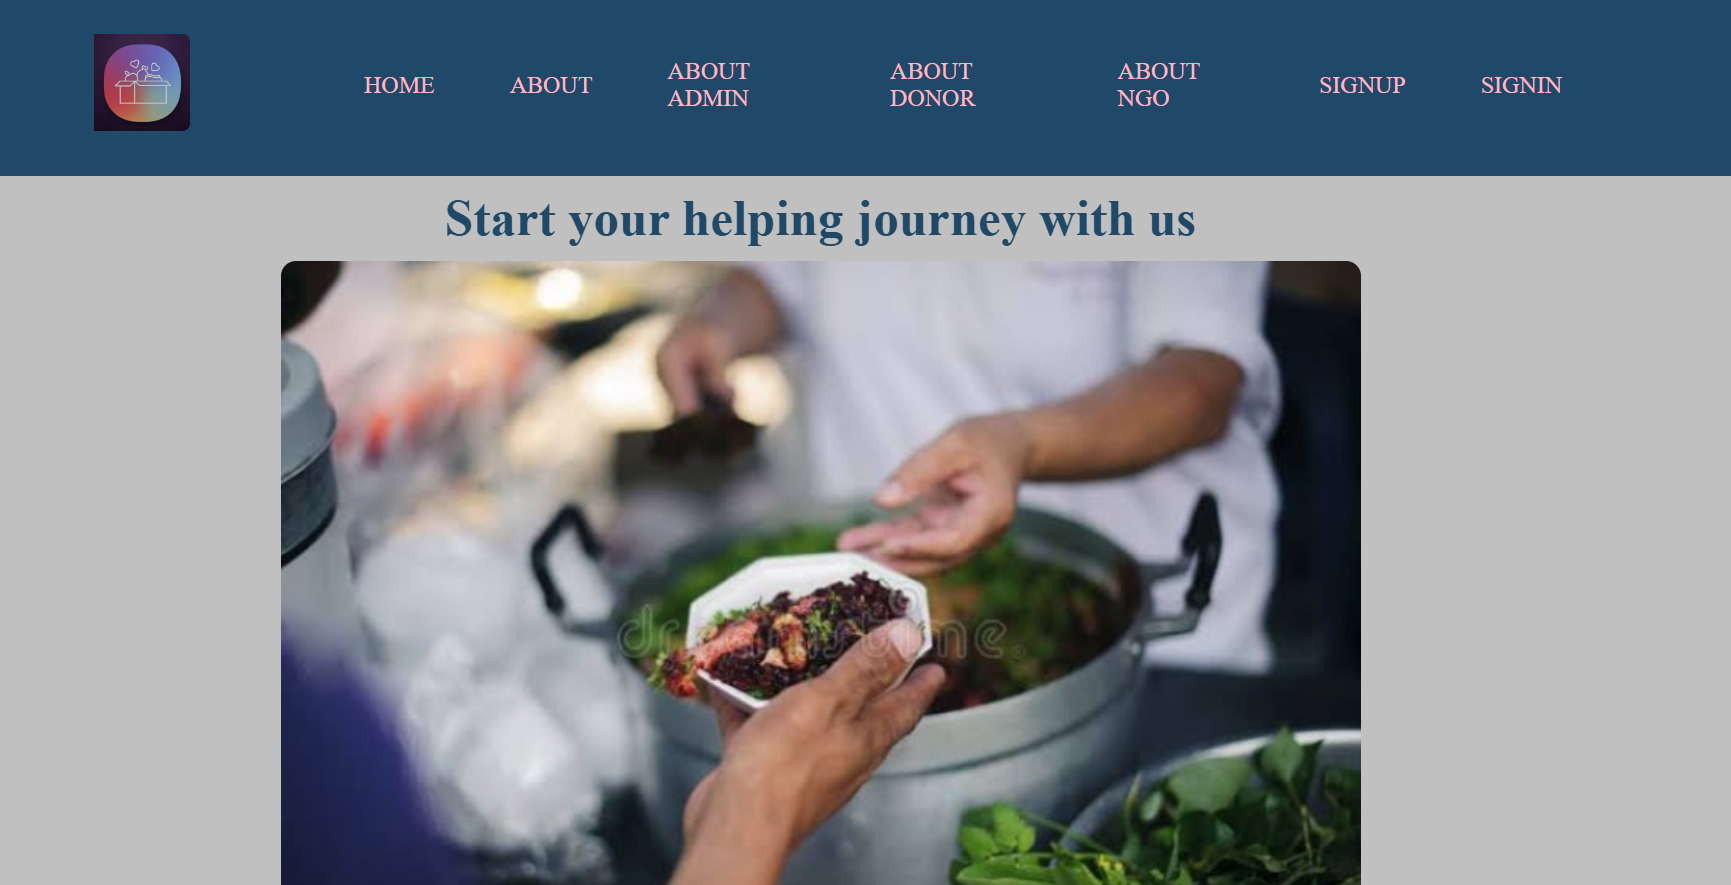 HOME
ABOUT
ABOUT
ADMIN
ABOUT
DONOR
ABOUT
NGO
SIGNUP
SIGNIN
Start your helping journey with us
dreamstime